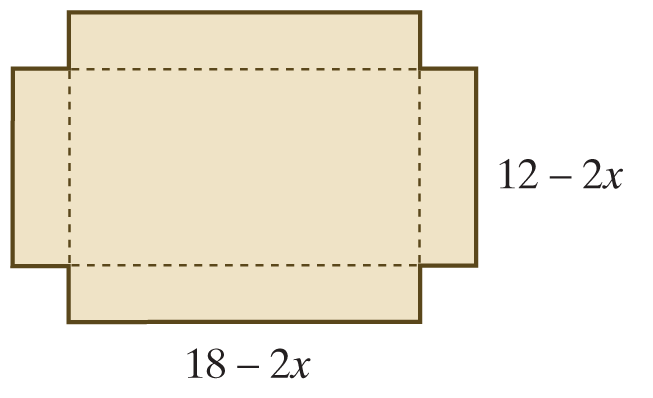 12 – 2x
18 – 2x